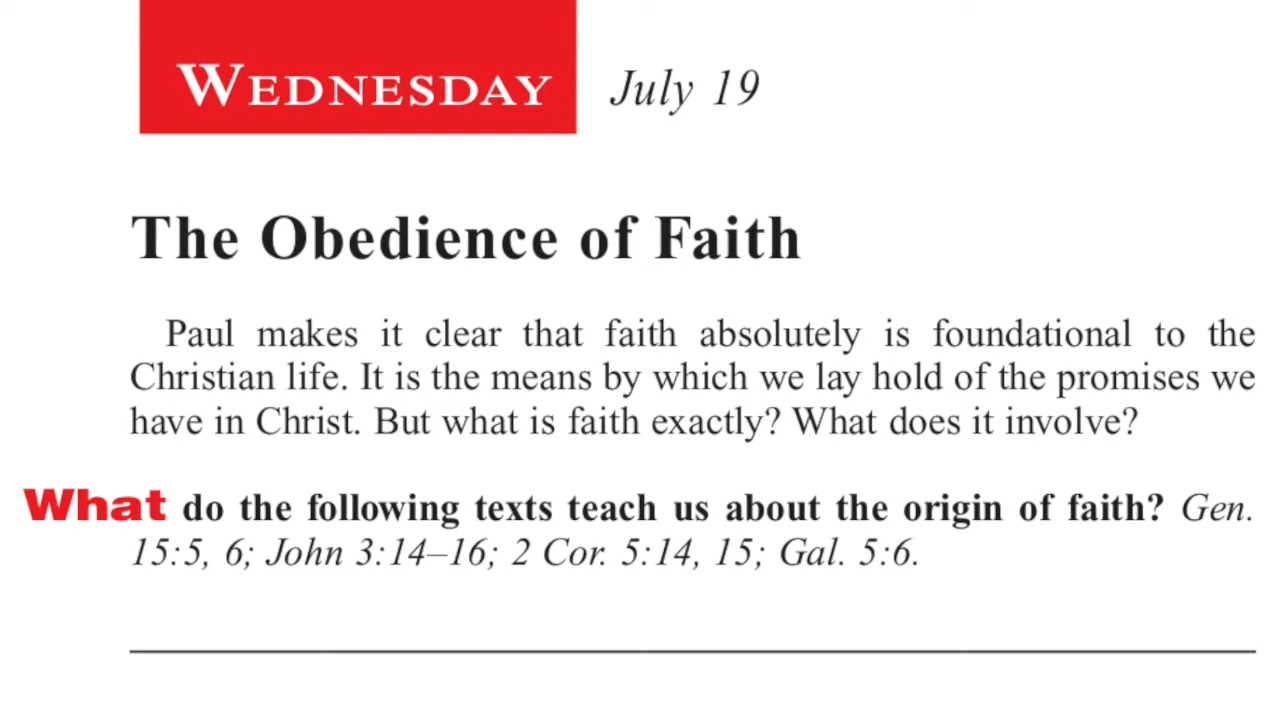 WEDNESDAY July 19
The Obedience of Faith
Paul makes it clear that faith absolutely is foundational to the
Christian life. It is the means by which we lay hold of the promises we
have in Christ. But what is faith exactly? What does it involve?
What do the following texts teach us about the origin of faith? Gen.
15:5, 6; John 3:14–16; 2 Cor. 5:14, 15; Gal. 5:6.